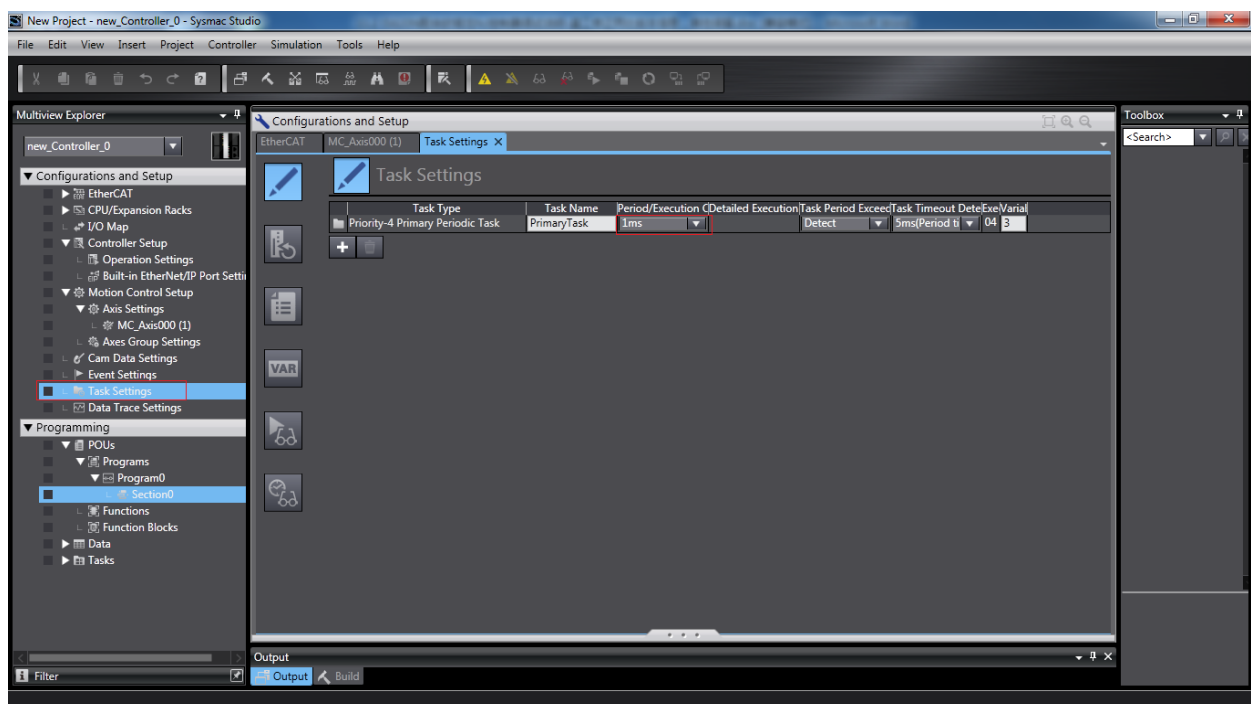 New Project - new_Controller_0 - Sysmac Studio
File Edit View Insert Project Controller Simulation Tools Help
Multiview Explorer
new_Controller_0
Configurations and Setup
EtherCAT
CPU/Expansion Racks
I/O Map
Controller Setup
Operation Settings
Built-in EtherNet/IP Port Settin
Motion Control Setup
Axis Settings
MC_Axis000 (1)
Axes Group Settings
Cam Data Settings
Event Settings
Task Settings
Data Trace Settings
Programming
POUs
Programs
Program0
Section0
Functions
Function Blocks
Data
Tasks
Filter
Configurations and Setup
EtherCAT MC_Axis000 (1) Task Settings X
Task Settings
Task Type Task Name Period/Execution C Detailed Execution Task Period Exceed Task Timeout Dete Exe Varial
Priority-4 Primary Periodic Task PrimaryTask 1ms Detect 5ms(Period ti 04 3
VAR
Output
Output Build
Toolbox
<Search>